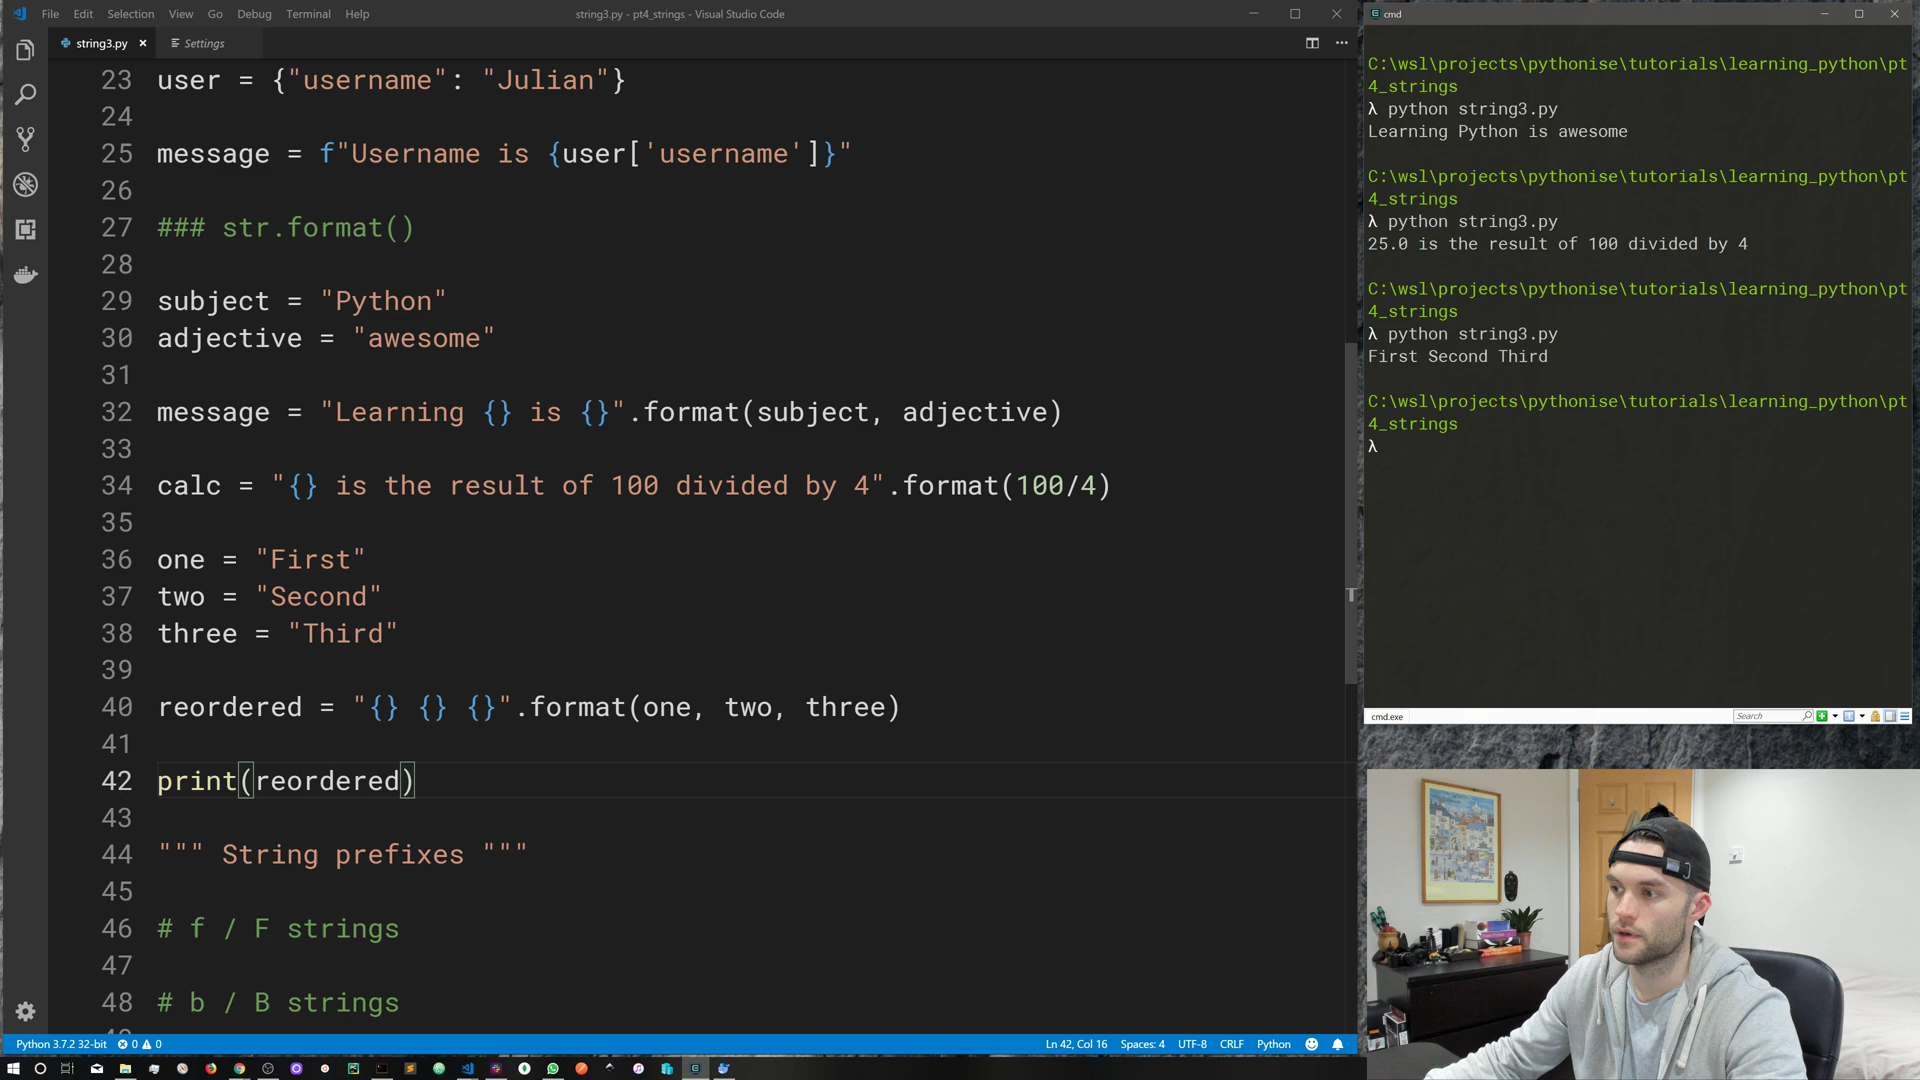 File Edit Selection View Go Debug Terminal Help
string3.py - pt4_strings - Visual Studio Code
string3.py
Settings
23 user = {"username": "Julian"}
24
25 message = f"Username is {user['username']}"
26
27 ### str.format()
28
29 subject = "Python"
30 adjective = "awesome"
31
32 message = "Learning {} is {}".format(subject, adjective)
33
34 calc = "{} is the result of 100 divided by 4".format(100/4)
35
36 one = "First"
37 two = "Second"
38 three = "Third"
39
40 reordered = "{} {} {}".format(one, two, three)
41
42 print(reordered)
43
44 """ String prefixes """
45
46 # f / F strings
47
48 # b / B strings
Python 3.7.2 32-bit 0 0
Ln 42, Col 16 Spaces: 4 UTF-8 CRLF Python
cmd
C:\wsl\projects\pythonise\tutorials\learning_python\pt
4_strings
λ python string3.py
Learning Python is awesome
C:\wsl\projects\pythonise\tutorials\learning_python\pt
4_strings
λ python string3.py
25.0 is the result of 100 divided by 4
C:\wsl\projects\pythonise\tutorials\learning_python\pt
4_strings
λ python string3.py
First Second Third
C:\wsl\projects\pythonise\tutorials\learning_python\pt
4_strings
λ
cmd.exe
Search